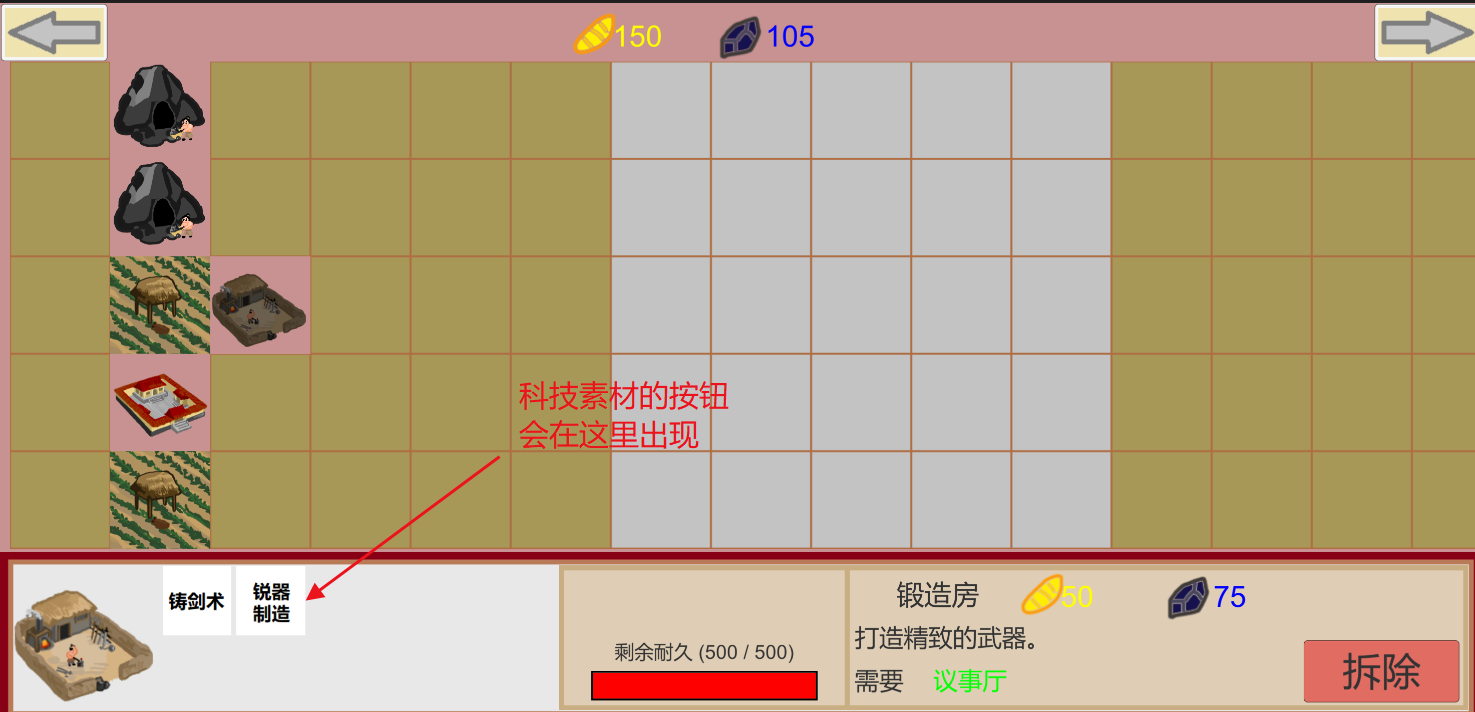 150
105
科技素材的按钮
会在这里出现
铸剑术
锐器
制造
剩余耐久 (500 / 500)
锻造房
50
75
打造精致的武器。
需要 议事厅
拆除